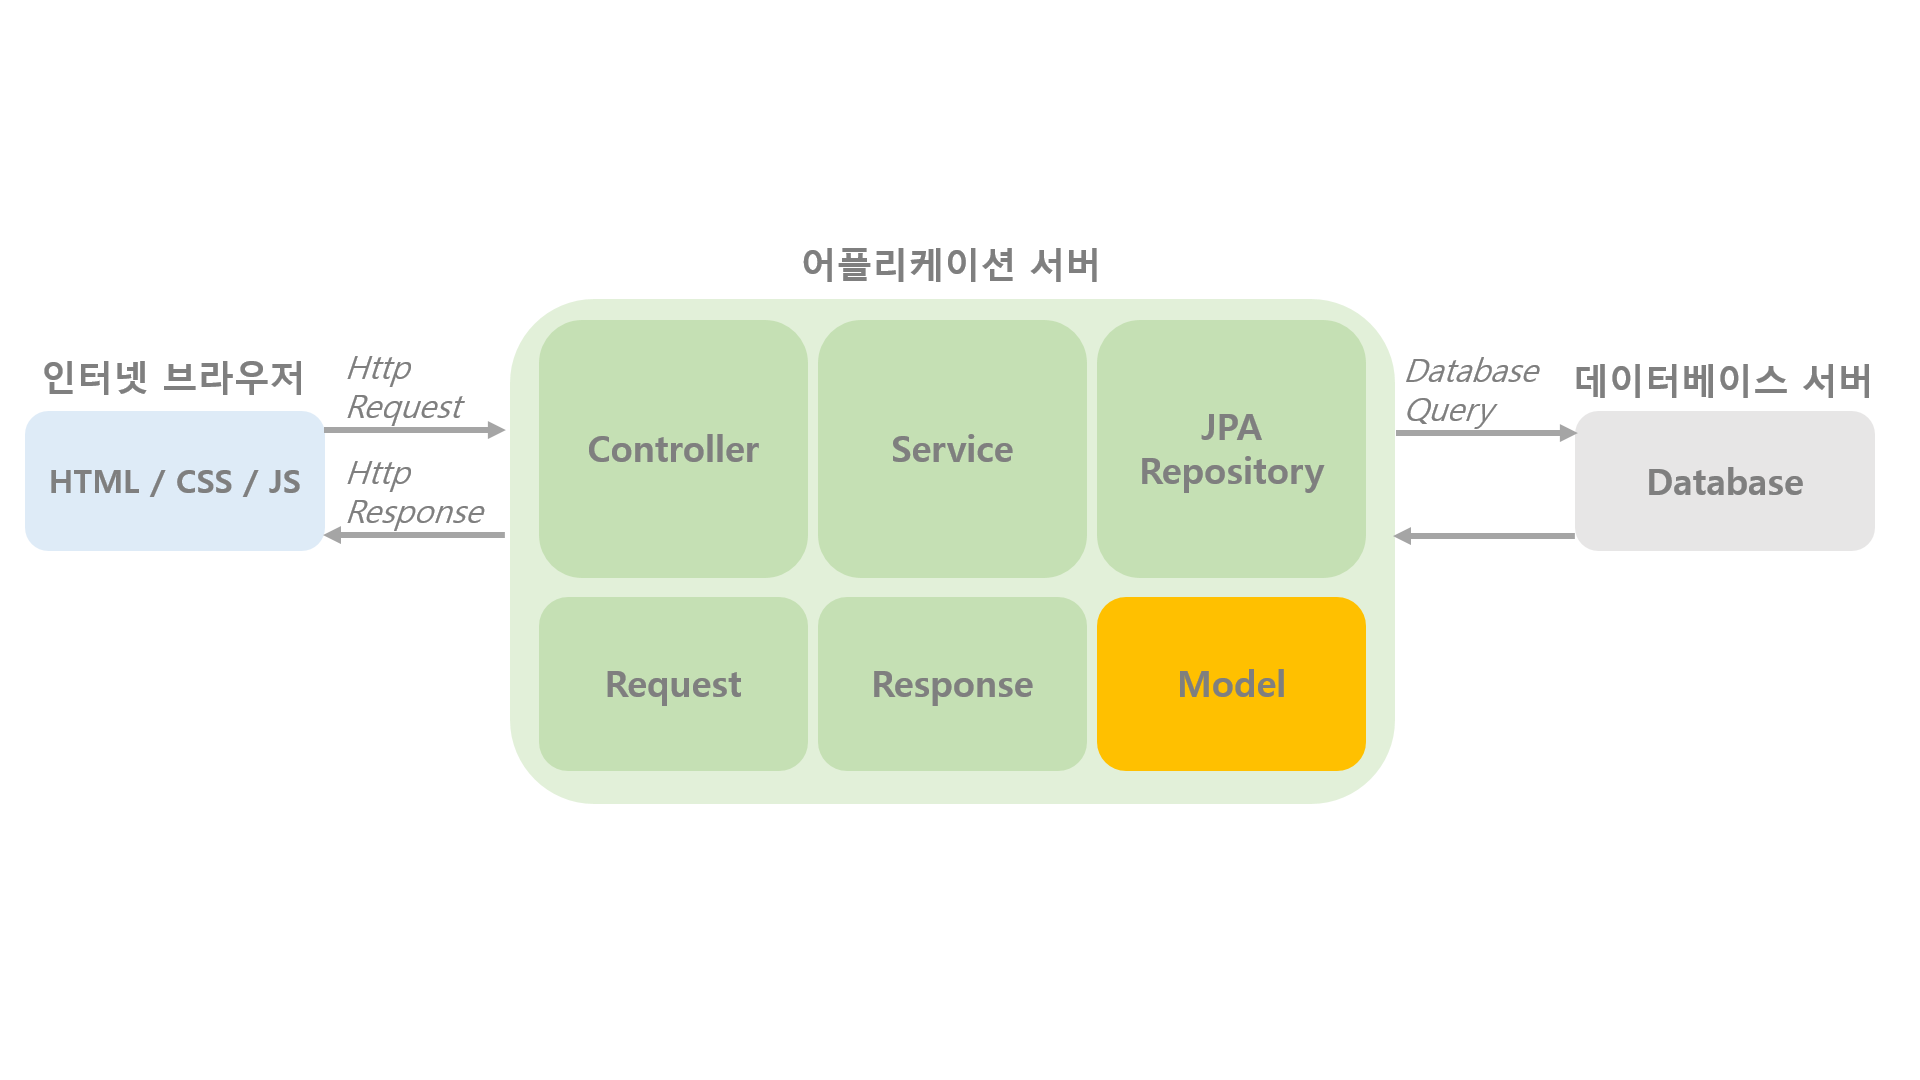 어플리케이션 서버
인터넷 브라우저
HTML / CSS / JS
Http
Request
Http
Response
Controller
Service
JPA
Repository
Request
Response
Model
Database
Query
데이터베이스 서버
Database